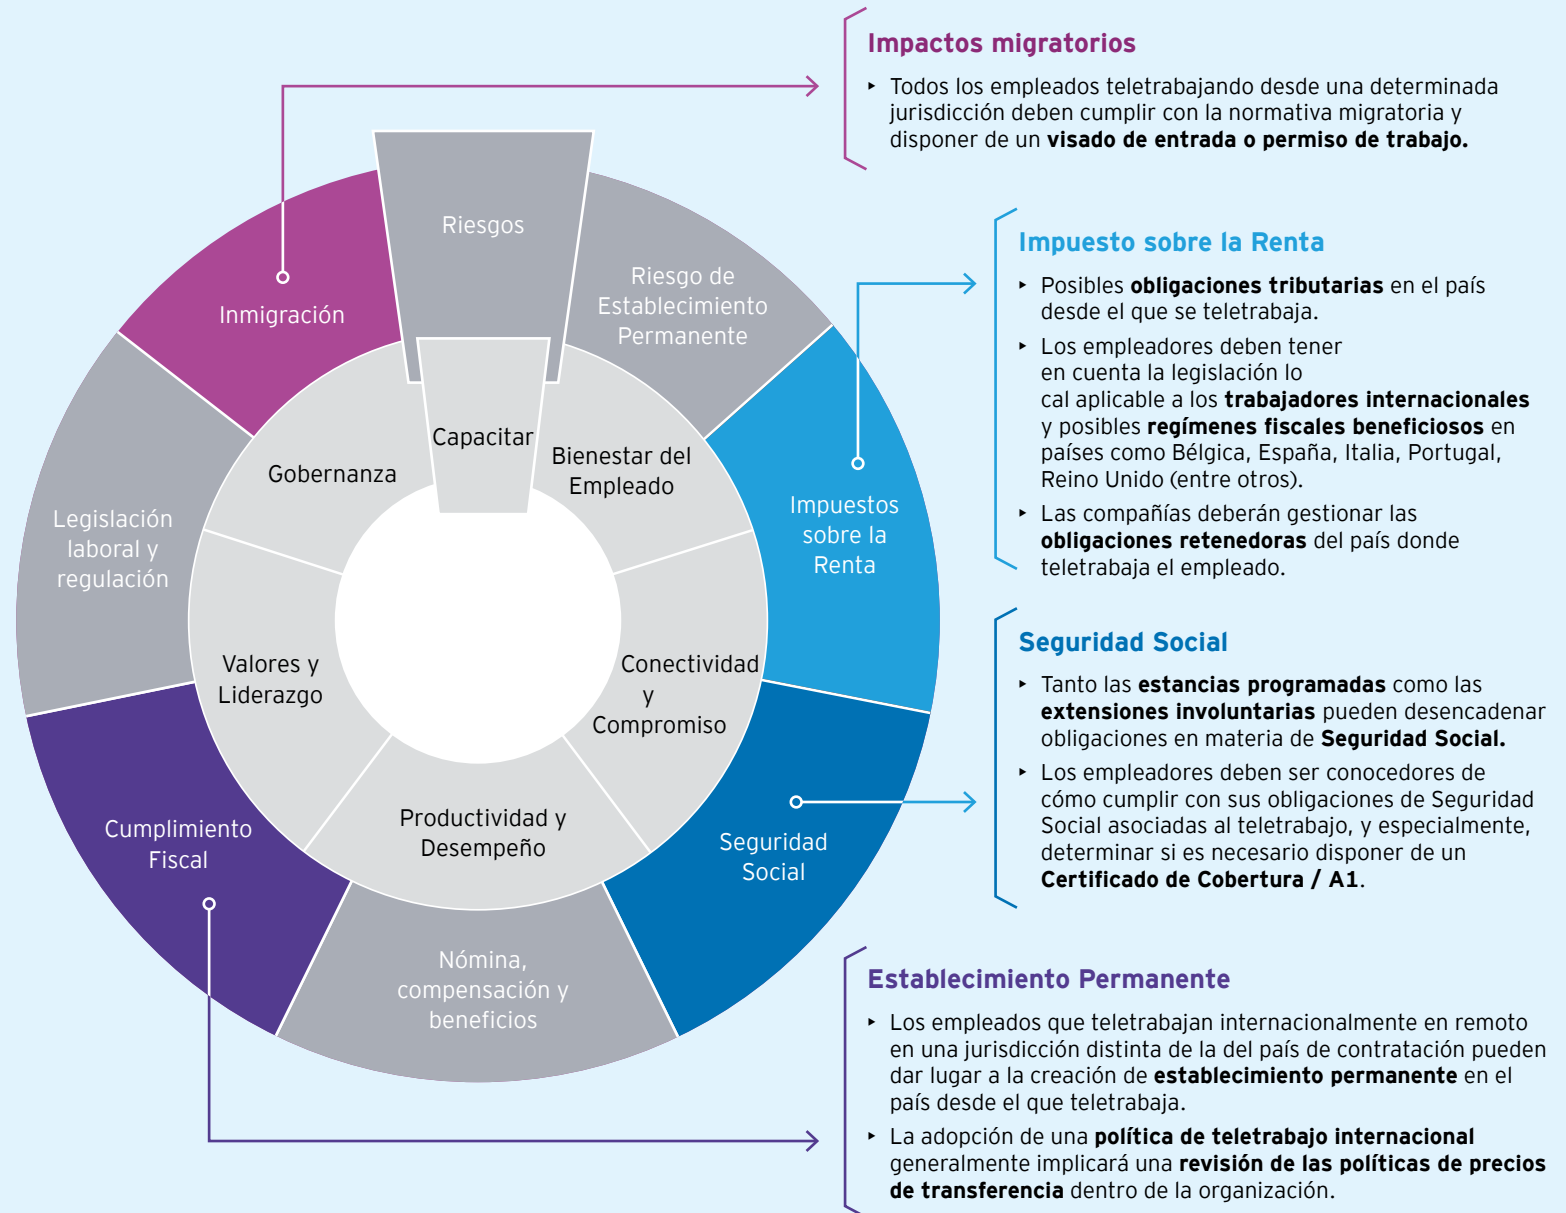 Impactos migratorios
‣ Todos los empleados teletrabajando desde una determinada
jurisdicción deben cumplir con la normativa migratoria y
disponer de un visado de entrada o permiso de trabajo.
Impuesto sobre la Renta
‣ Posibles obligaciones tributarias en el país
desde el que se teletrabaja.
‣ Los empleadores deben tener
en cuenta la legislación lo
cal aplicable a los trabajadores internacionales
y posibles regímenes fiscales beneficiosos en
países como Bélgica, España, Italia, Portugal,
Reino Unido (entre otros).
‣ Las compañías deberán gestionar las
obligaciones retenedoras del país donde
teletrabaja el empleado.
Seguridad Social
‣ Tanto las estancias programadas como las
extensiones involuntarias pueden desencadenar
obligaciones en materia de Seguridad Social.
‣ Los empleadores deben ser conocedores de
cómo cumplir con sus obligaciones de Seguridad
Social asociadas al teletrabajo, y especialmente,
determinar si es necesario disponer de un
Certificado de Cobertura / A1.
Establecimiento Permanente
‣ Los empleados que teletrabajan internacionalmente en remoto
en una jurisdicción distinta de la del país de contratación pueden
dar lugar a la creación de establecimiento permanente en el
país desde el que teletrabaja.
‣ La adopción de una política de teletrabajo internacional
generalmente implicará una revisión de las políticas de precios
de transferencia dentro de la organización.
Riesgos
Riesgo de
Establecimiento
Permanente
Impuestos
sobre la
Renta
Seguridad
Social
Nómina,
compensación y
beneficios
Cumplimiento
Fiscal
Legislación
laboral y
regulación
Inmigración
Capacitar
Bienestar del
Empleado
Conectividad
y
Compromiso
Productividad y
Desempeño
Valores y
Liderazgo
Gobernanza